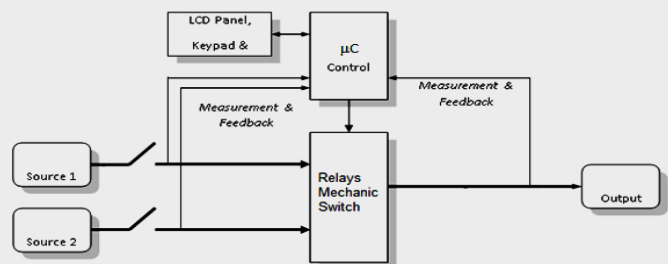 LCD Panel,
Keypad &
μC
Control
Measurement &
Feedback
Measurement &
Feedback
Source 1
Relays
Mechanic
Switch
Output
Source 2